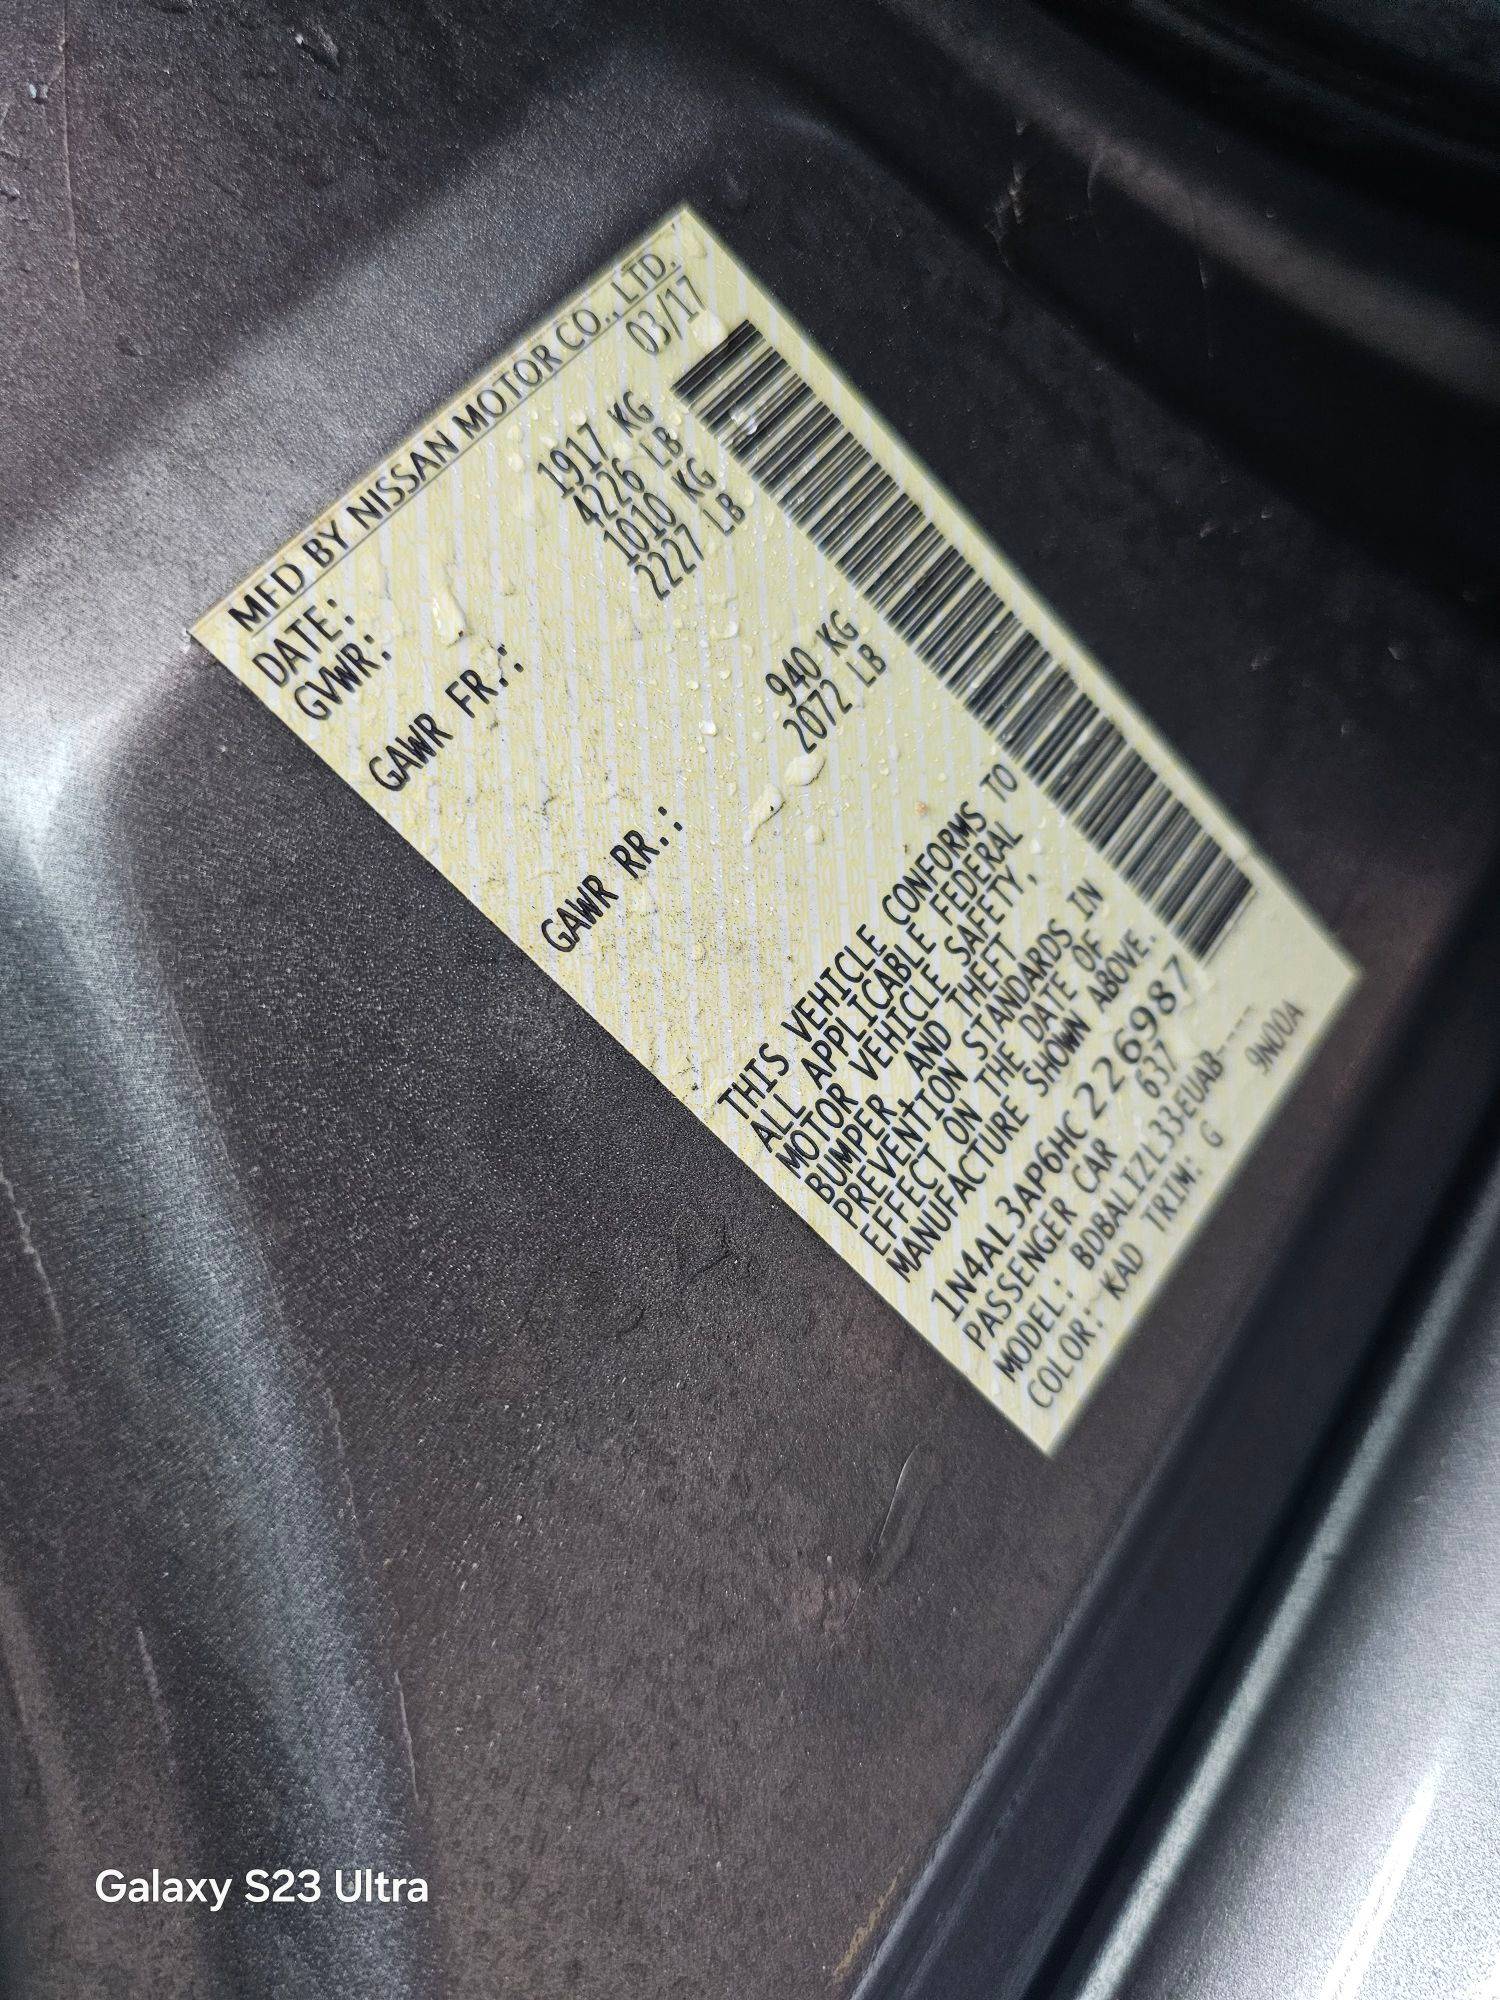 MFD BY NISSAN MOTOR CO., LTD.
DATE: 03/17
GVWR: 1917 KG
4226 LB
GAWR FR.: 1010 KG
2227 LB
GAWR RR.: 940 KG
2072 LB
THIS VEHICLE CONFORMS TO
ALL APPLICABLE FEDERAL
MOTOR VEHICLE SAFETY,
BUMPER, AND THEFT
PREVENTION STANDARDS IN
EFFECT ON THE DATE OF
MANUFACTURE SHOWN ABOVE.
1N4AL3AP6HC226987
PASSENGER CAR 637
MODEL: BDBALIZL33EUAB----
COLOR: KAD TRIM: G 9N00A
Galaxy S23 Ultra